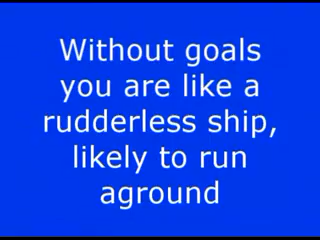 Without goals
you are like a
rudderless ship,
likely to run
aground